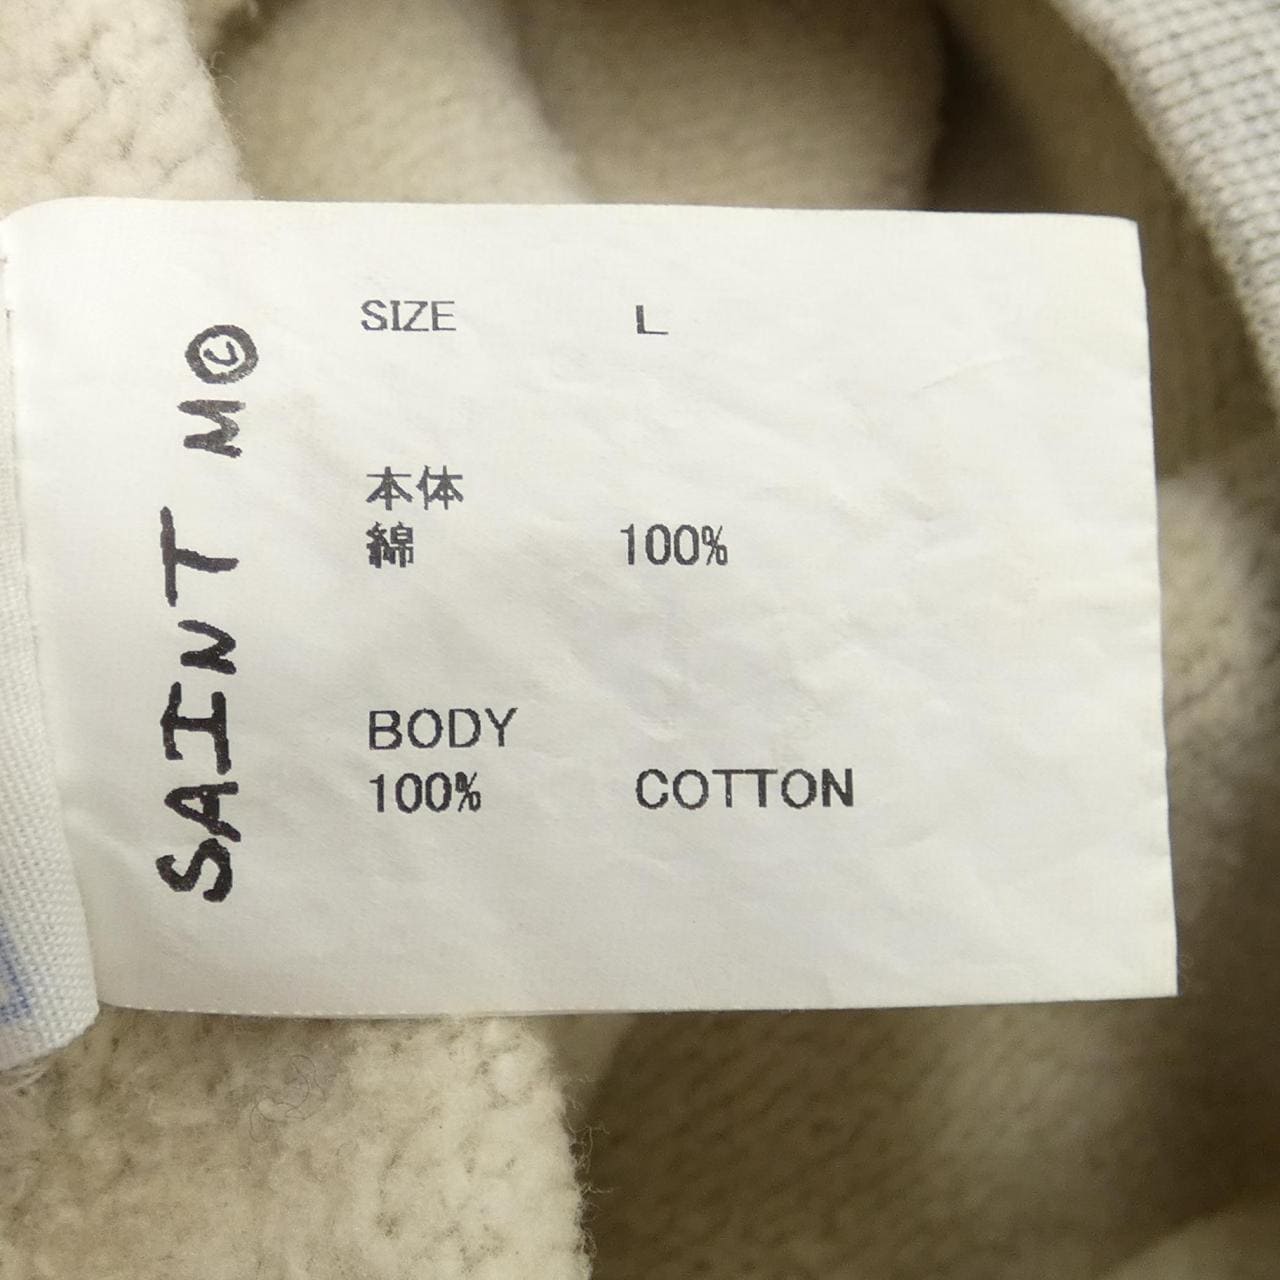 SAINT M©
SIZE L
本体
綿 100%
BODY
100% COTTON